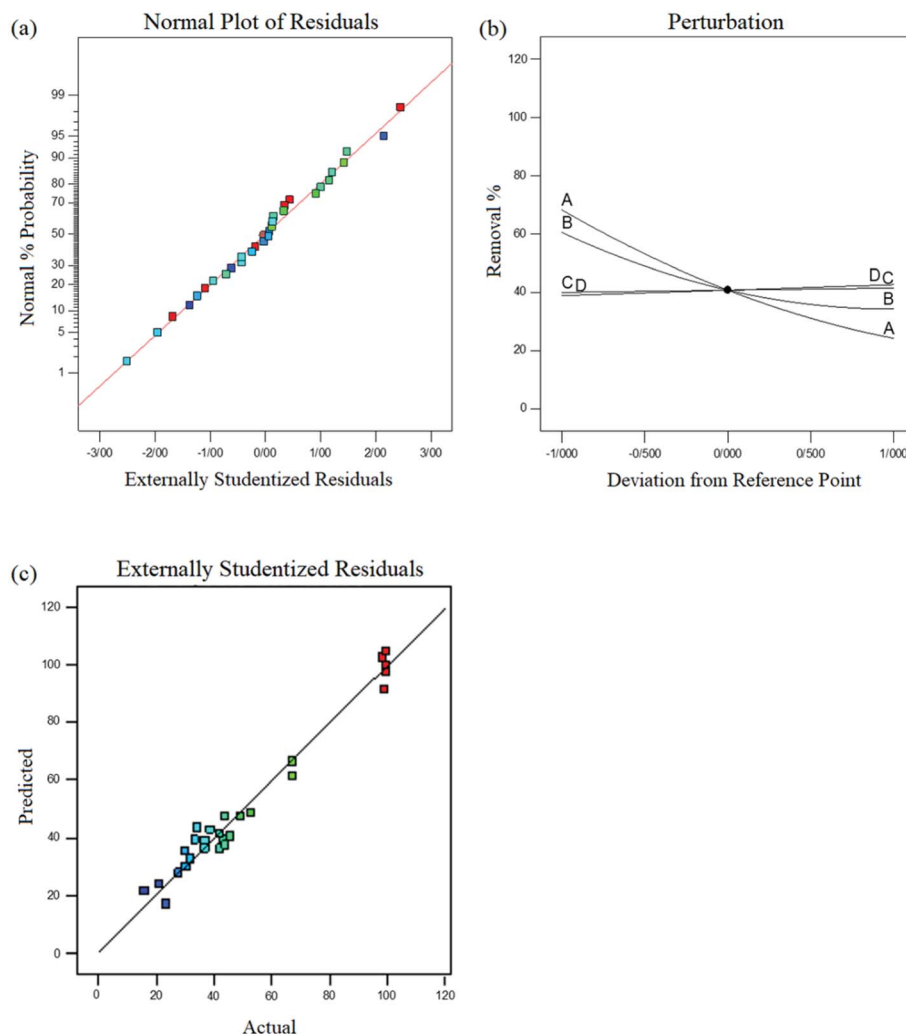 (a)
Normal Plot of Residuals
Normal % Probability
99
95
90
80
70
50
30
20
10
5
1
-3/00 -2/00 -1/00 0/00 1/00 2/00 3/00
Externally Studentized Residuals
(b)
Perturbation
Removal %
120
100
80
60
40
20
0
A
B
C D
D C
B
A
-1/000 -0/500 0/000 0/500 1/000
Deviation from Reference Point
(c)
Externally Studentized Residuals
Predicted
120
100
80
60
40
20
0
0 20 40 60 80 100 120
Actual